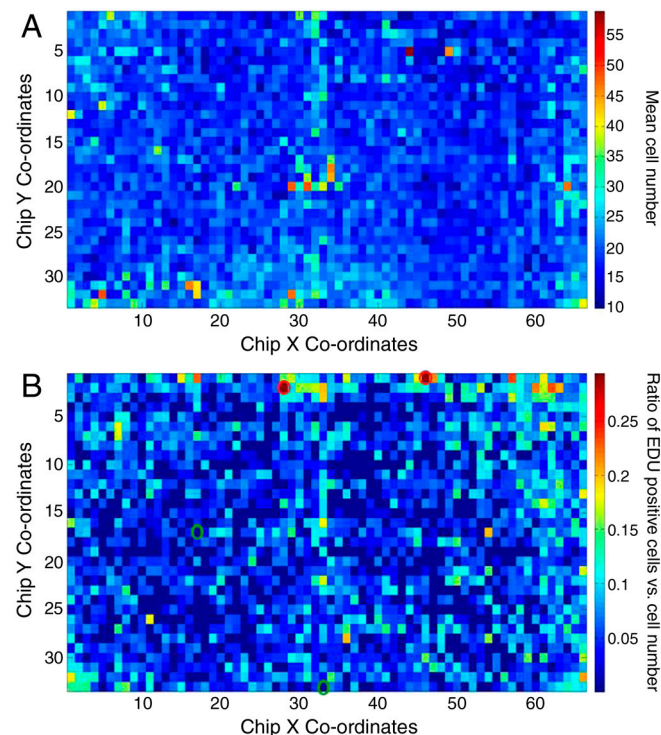 A
5
10
15
20
25
30
Chip Y Co-ordinates
10 20 30 40 50 60
Chip X Co-ordinates
55
50
45
40
35
30
25
20
15
10
Mean cell number
B
5
10
15
20
25
30
Chip Y Co-ordinates
10 20 30 40 50 60
Chip X Co-ordinates
0.25
0.2
0.15
0.1
0.05
Ratio of EDU positive cells vs. cell number